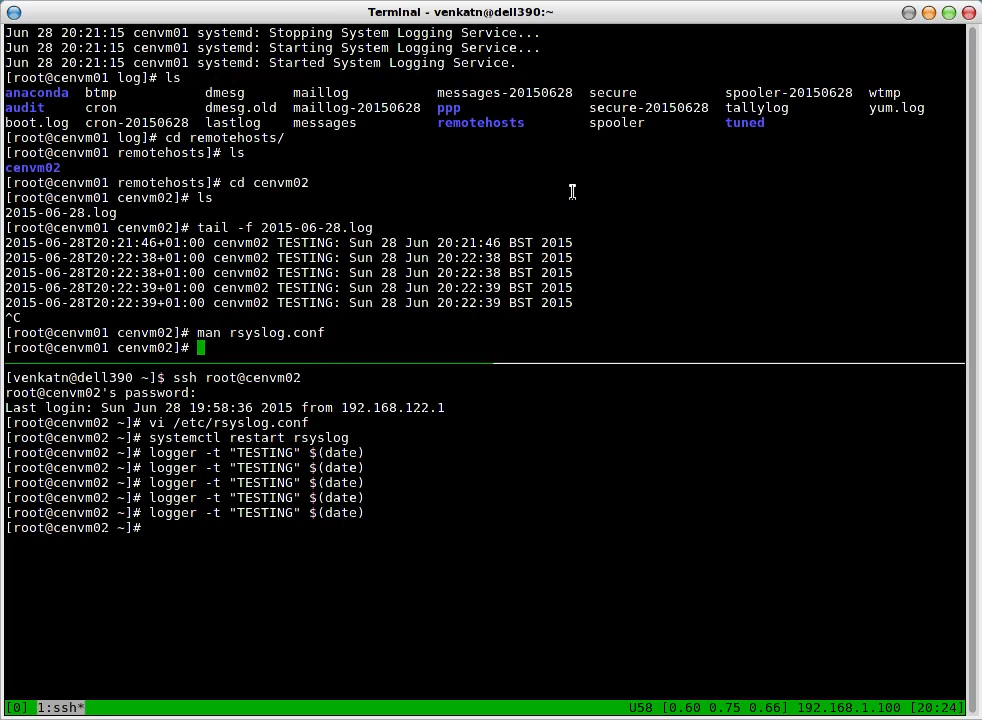 Terminal - venkatn@dell390:~
Jun 28 20:21:15 cenvm01 systemd: Stopping System Logging Service...
Jun 28 20:21:15 cenvm01 systemd: Starting System Logging Service...
Jun 28 20:21:15 cenvm01 systemd: Started System Logging Service.
[root@cenvm01 log]# ls
anaconda  btmp           dmesg      maillog           messages-20150628  secure           spooler-20150628  wtmp
audit     cron           dmesg.old  maillog-20150628  ppp                secure-20150628  tallylog          yum.log
boot.log  cron-20150628  lastlog    messages          remotehosts        spooler          tuned
[root@cenvm01 log]# cd remotehosts/
[root@cenvm01 remotehosts]# ls
cenvm02
[root@cenvm01 remotehosts]# cd cenvm02
[root@cenvm01 cenvm02]# ls
2015-06-28.log
[root@cenvm01 cenvm02]# tail -f 2015-06-28.log
2015-06-28T20:21:46+01:00 cenvm02 TESTING: Sun 28 Jun 20:21:46 BST 2015
2015-06-28T20:22:38+01:00 cenvm02 TESTING: Sun 28 Jun 20:22:38 BST 2015
2015-06-28T20:22:38+01:00 cenvm02 TESTING: Sun 28 Jun 20:22:38 BST 2015
2015-06-28T20:22:39+01:00 cenvm02 TESTING: Sun 28 Jun 20:22:39 BST 2015
2015-06-28T20:22:39+01:00 cenvm02 TESTING: Sun 28 Jun 20:22:39 BST 2015
^C
[root@cenvm01 cenvm02]# man rsyslog.conf
[root@cenvm01 cenvm02]#
[venkatn@dell390 ~]$ ssh root@cenvm02
root@cenvm02's password:
Last login: Sun Jun 28 19:58:36 2015 from 192.168.122.1
[root@cenvm02 ~]# vi /etc/rsyslog.conf
[root@cenvm02 ~]# systemctl restart rsyslog
[root@cenvm02 ~]# logger -t "TESTING" $(date)
[root@cenvm02 ~]# logger -t "TESTING" $(date)
[root@cenvm02 ~]# logger -t "TESTING" $(date)
[root@cenvm02 ~]# logger -t "TESTING" $(date)
[root@cenvm02 ~]# logger -t "TESTING" $(date)
[root@cenvm02 ~]#
[0] 1:ssh* U58 [0.60 0.75 0.66] 192.168.1.100 [20:24]